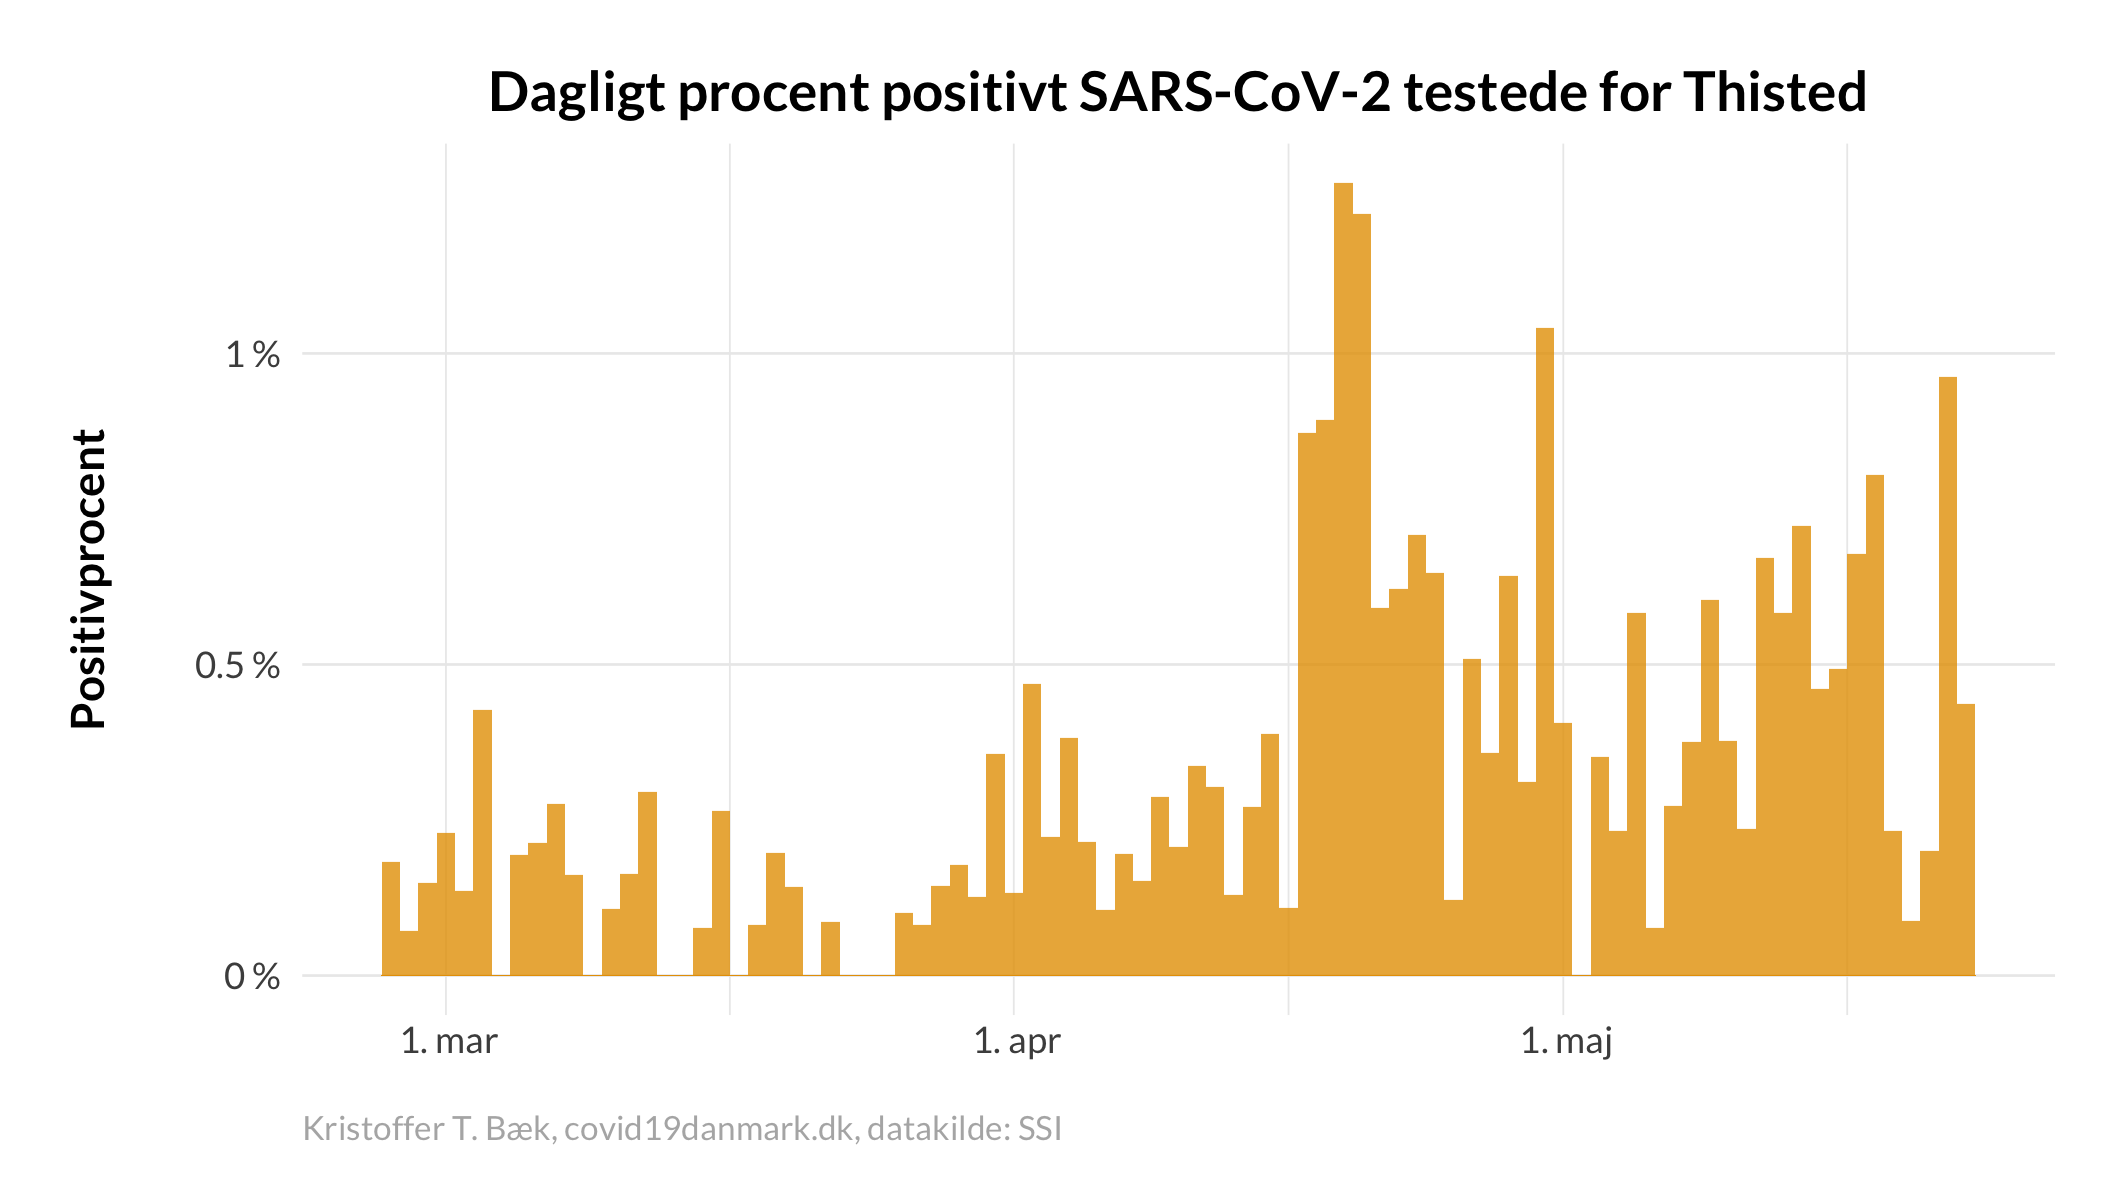 Dagligt procent positivt SARS-CoV-2 testede for Thisted
Positivprocent
1 %
0.5 %
0 %
1. mar
1. apr
1. maj
Kristoffer T. Bæk, covid19danmark.dk, datakilde: SSI